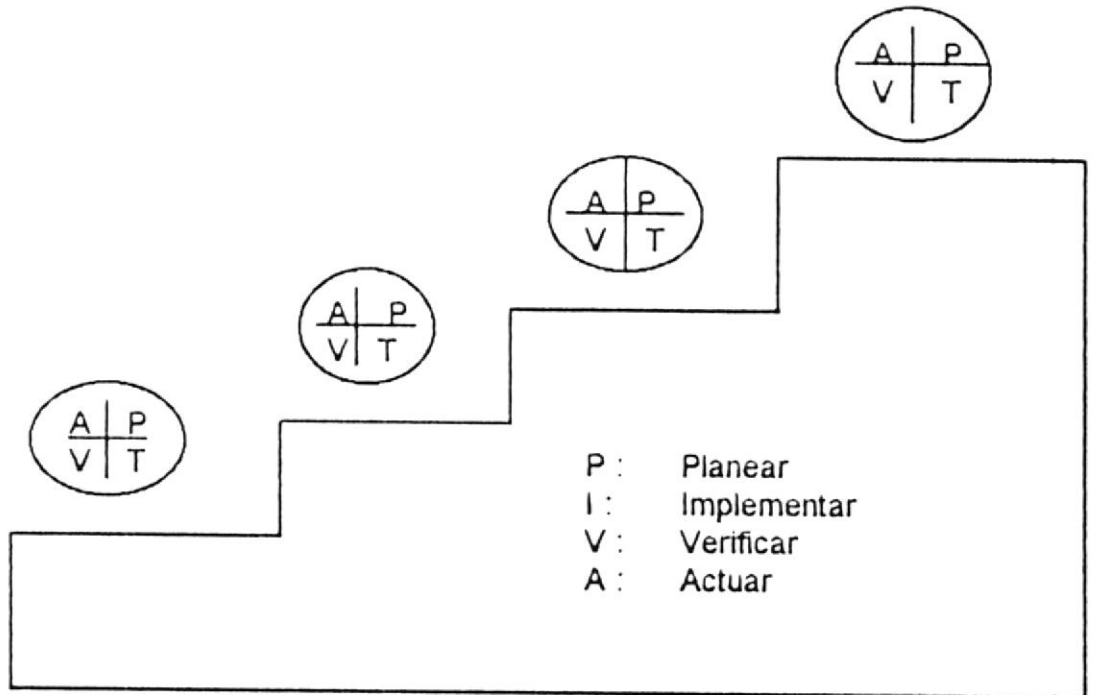 A P
V T
A P
V T
A P
V T
A P
V T
P : Planear
I : Implementar
V : Verificar
A : Actuar